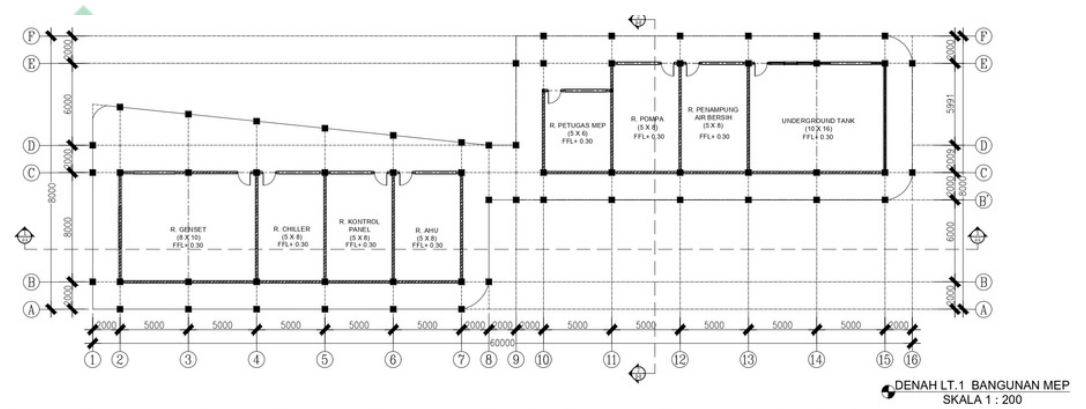 F
F
2000
2000
E
E
6000
5991
R. PETUGAS MEP
(5 X 6)
FFL+ 0.30
R. POMPA
(5 X 8)
FFL+ 0.30
R. PENAMPUNG
AIR BERSIH
(5 X 8)
FFL+ 0.30
UNDERGROUND TANK
(10 X 16)
FFL+ 0.30
D
D
2000
2009
C
C
8000
2000
8000
B'
8000
6000
R. GENSET
(8 X 10)
FFL+ 0.30
R. CHILLER
(5 X 8)
FFL+ 0.30
R. KONTROL
PANEL
(5 X 8)
FFL+ 0.30
R. AHU
(5 X 8)
FFL+ 0.30
B
B
2000
2000
A
A
2000 5000 5000 5000 5000 5000 2000 2000 2000 5000 5000 5000 5000 5000 2000
60000
1 2 3 4 5 6 7 8 9 10 11 12 13 14 15 16
DENAH LT.1 BANGUNAN MEP
SKALA 1 : 200